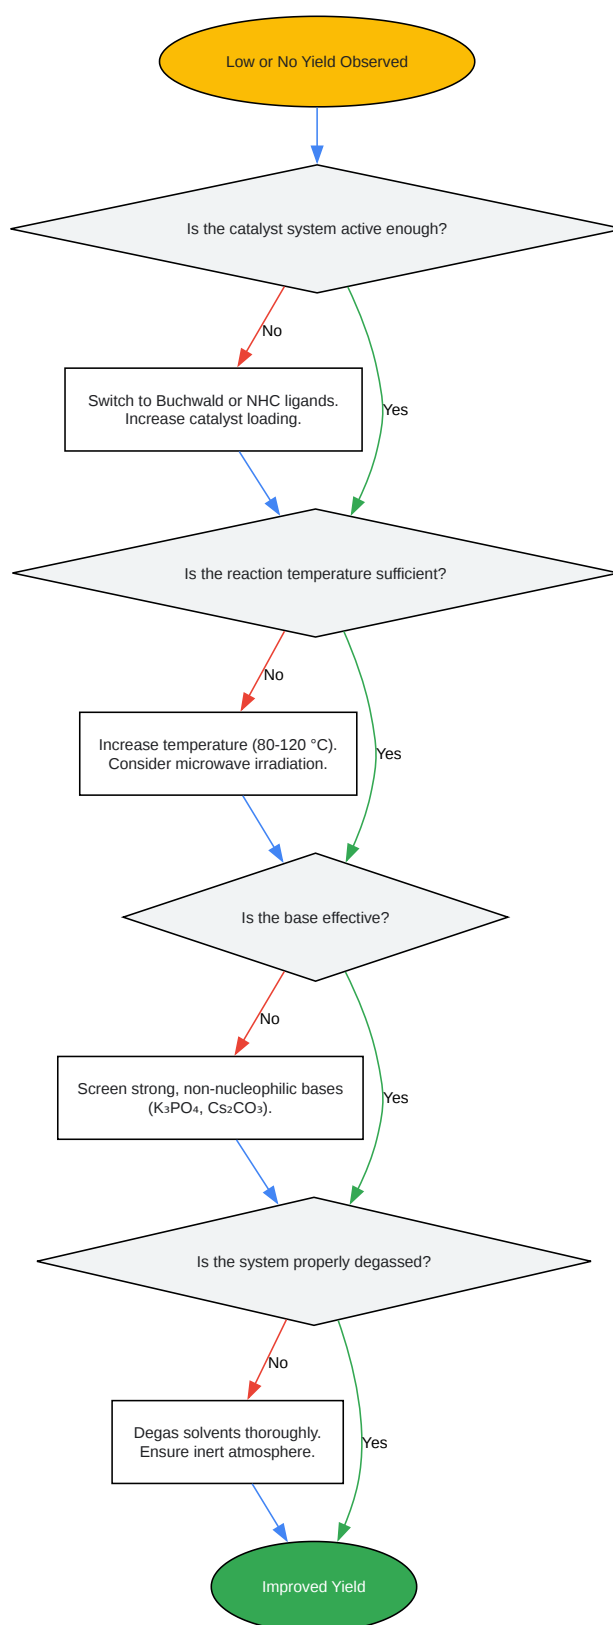 Low or No Yield Observed
Is the catalyst system active enough?
No
Switch to Buchwald or NHC ligands.
Increase catalyst loading.
Yes
Is the reaction temperature sufficient?
No
Increase temperature (80-120 °C).
Consider microwave irradiation.
Yes
Is the base effective?
No
Screen strong, non-nucleophilic bases
(K₃PO₄, Cs₂CO₃).
Yes
Is the system properly degassed?
No
Degas solvents thoroughly.
Ensure inert atmosphere.
Yes
Improved Yield